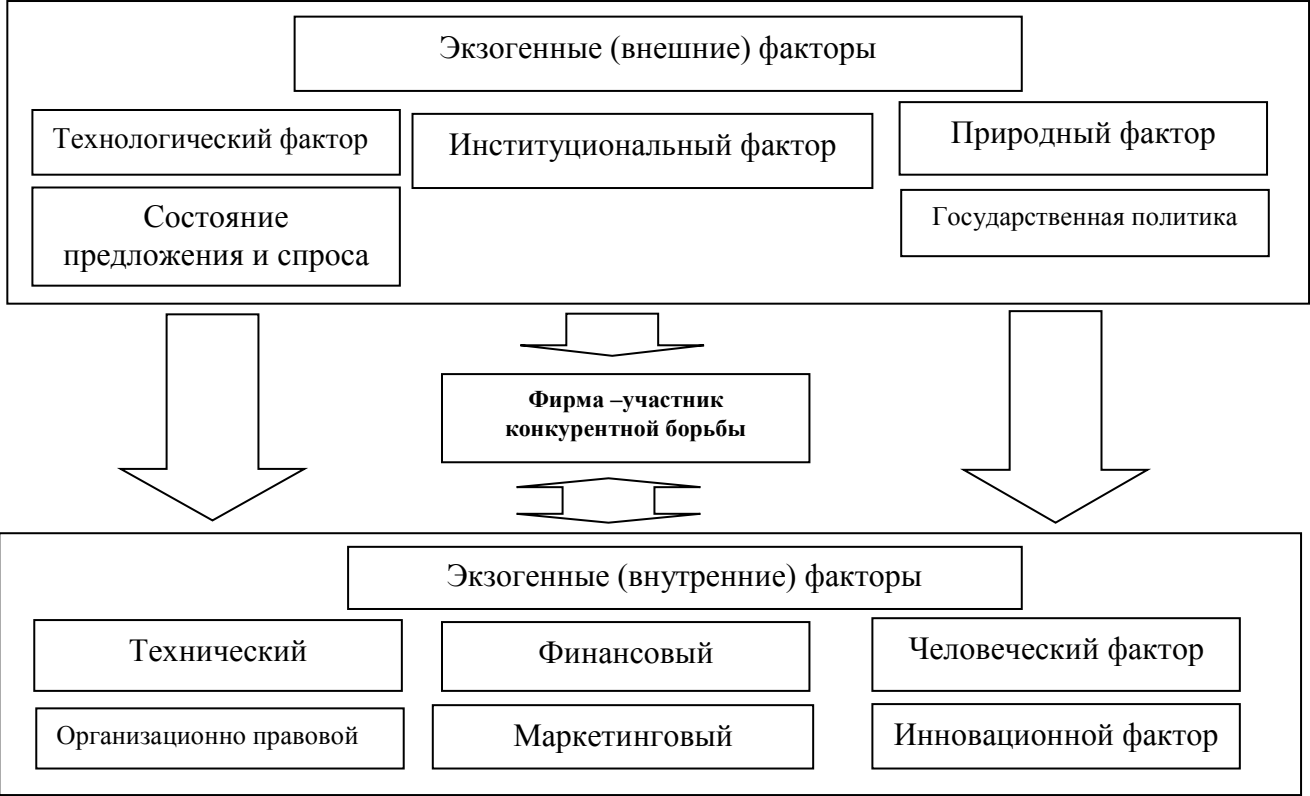 Экзогенные (внешние) факторы
Технологический фактор
Институциональный фактор
Природный фактор
Состояние
предложения и спроса
Государственная политика
Фирма –участник
конкурентной борьбы
Экзогенные (внутренние) факторы
Технический
Финансовый
Человеческий фактор
Организационно правовой
Маркетинговый
Инновационной фактор